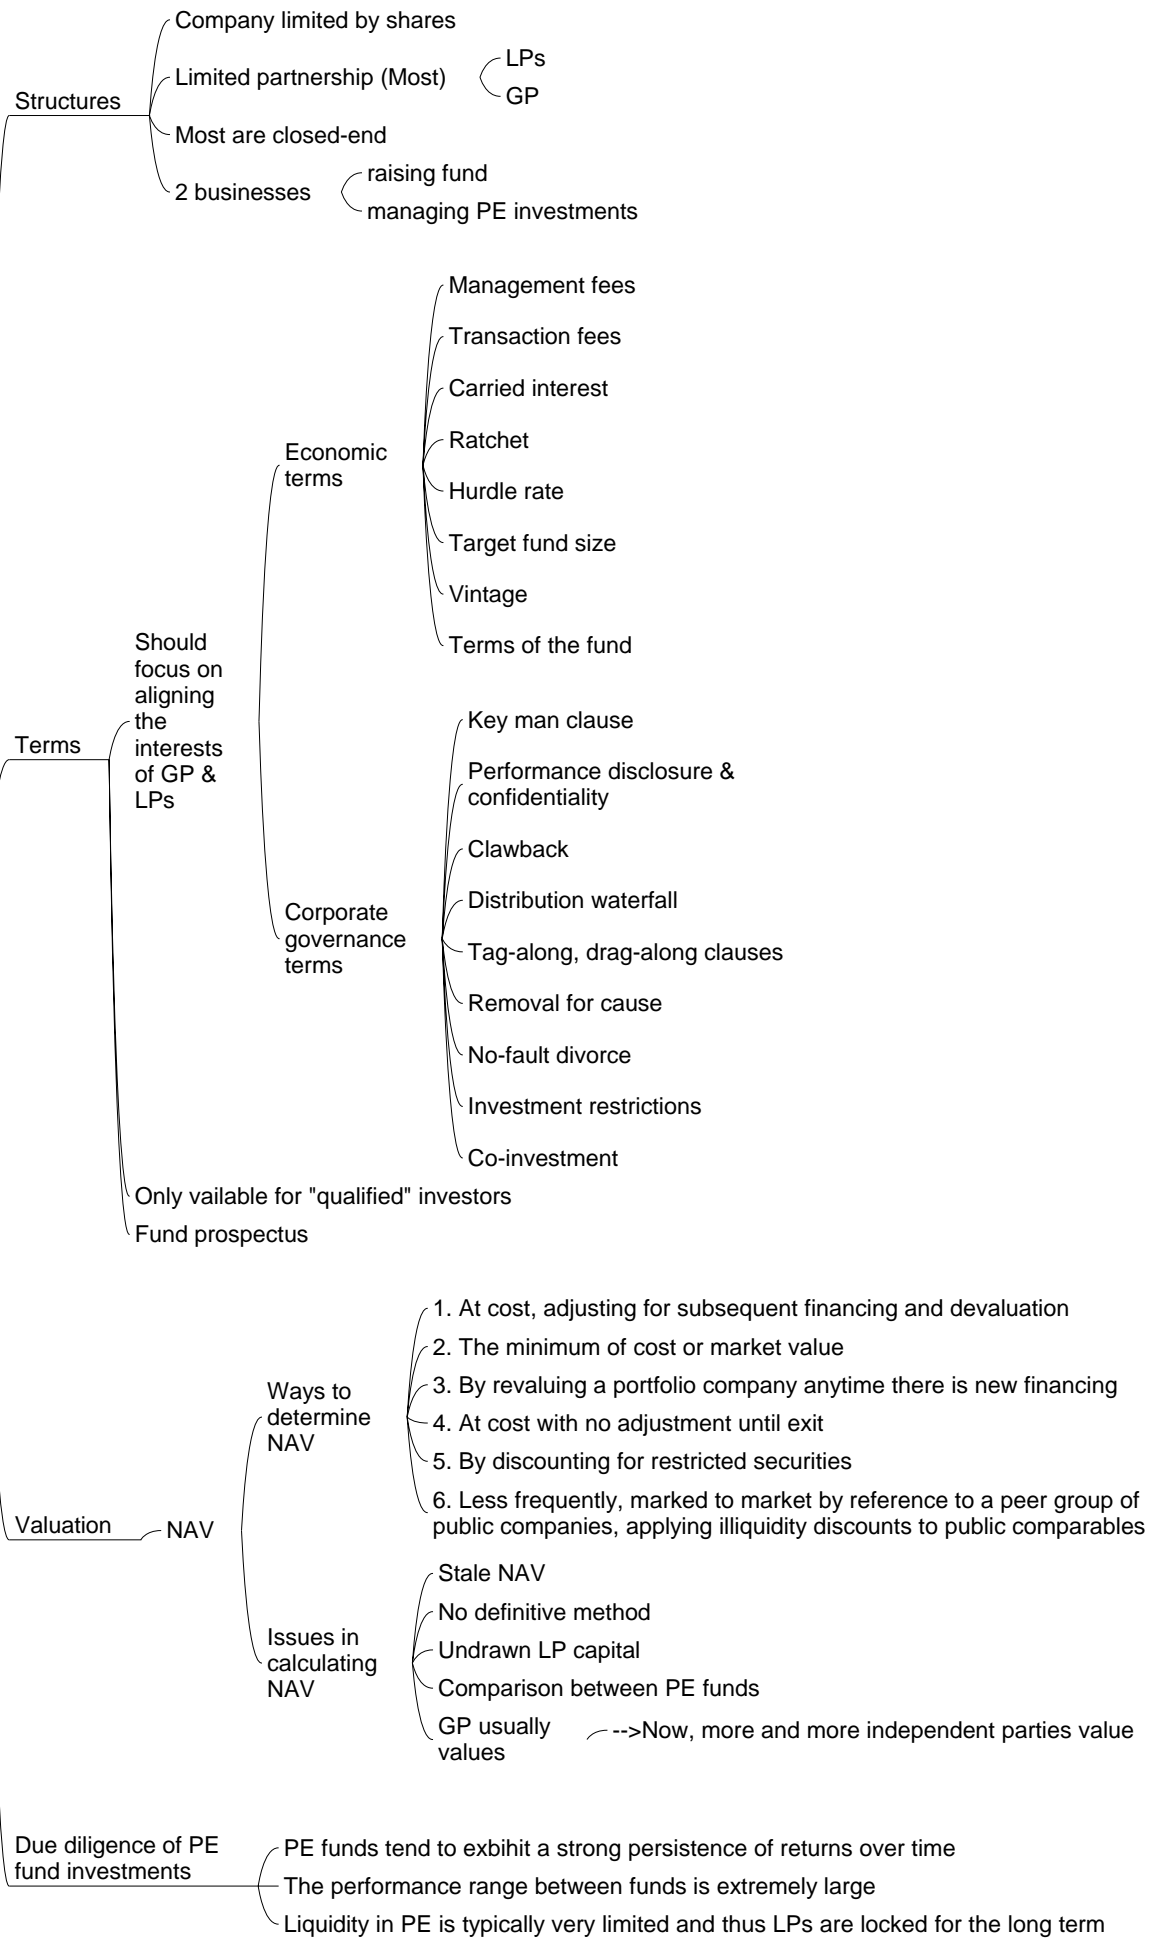 Structures
Company limited by shares
Limited partnership (Most)
LPs
GP
Most are closed-end
2 businesses
raising fund
managing PE investments
Terms
Should
focus on
aligning
the
interests
of GP &
LPs
Economic
terms
Management fees
Transaction fees
Carried interest
Ratchet
Hurdle rate
Target fund size
Vintage
Terms of the fund
Corporate
governance
terms
Key man clause
Performance disclosure &
confidentiality
Clawback
Distribution waterfall
Tag-along, drag-along clauses
Removal for cause
No-fault divorce
Investment restrictions
Co-investment
Only vailable for "qualified" investors
Fund prospectus
Valuation
NAV
Ways to
determine
NAV
1. At cost, adjusting for subsequent financing and devaluation
2. The minimum of cost or market value
3. By revaluing a portfolio company anytime there is new financing
4. At cost with no adjustment until exit
5. By discounting for restricted securities
6. Less frequently, marked to market by reference to a peer group of
public companies, applying illiquidity discounts to public comparables
Issues in
calculating
NAV
Stale NAV
No definitive method
Undrawn LP capital
Comparison between PE funds
GP usually
values
-->Now, more and more independent parties value
Due diligence of PE
fund investments
PE funds tend to exbihit a strong persistence of returns over time
The performance range between funds is extremely large
Liquidity in PE is typically very limited and thus LPs are locked for the long term